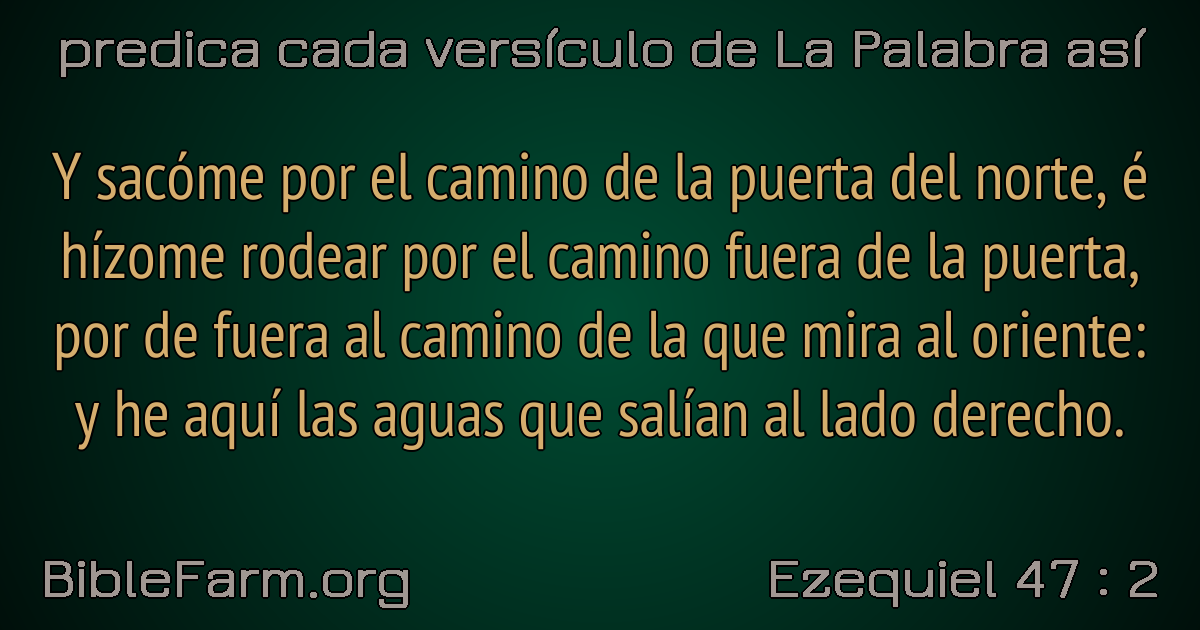 predica cada versículo de La Palabra así
Y sacóme por el camino de la puerta del norte, é
hízome rodear por el camino fuera de la puerta,
por de fuera al camino de la que mira al oriente:
y he aquí las aguas que salían al lado derecho.
BibleFarm.org
Ezequiel 47 : 2